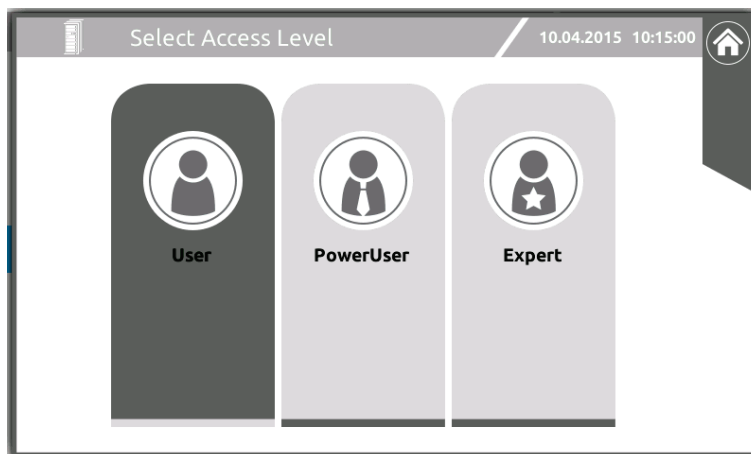 Select Access Level
10.04.2015 10:15:00
User
PowerUser
Expert